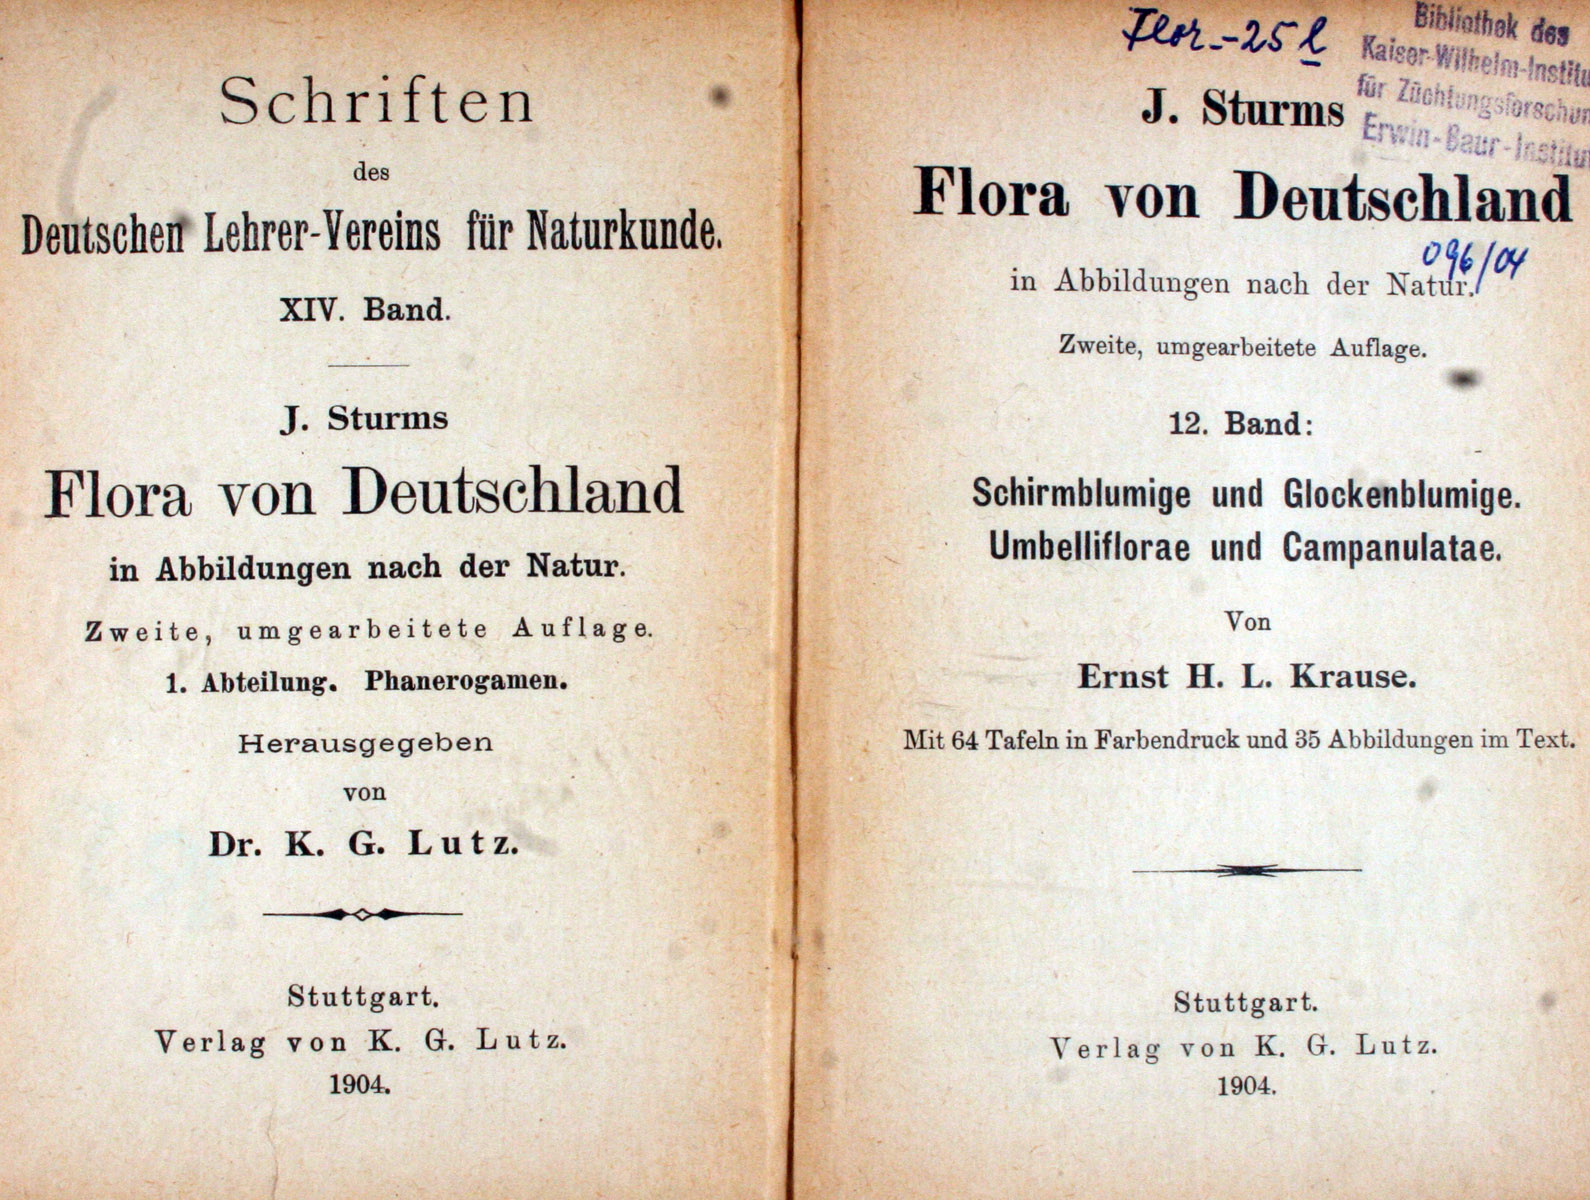 Schriften
des
Deutschen Lehrer-Vereins für Naturkunde.
XIV. Band.
J. Sturms
Flora von Deutschland
in Abbildungen nach der Natur.
Zweite, umgearbeitete Auflage.
1. Abteilung. Phanerogamen.
Herausgegeben
von
Dr. K. G. Lutz.
Stuttgart.
Verlag von K. G. Lutz.
1904.
Flor.-25 l
Bibliothek des
Kaiser-Wilhelm-Institu
für Züchtungsforschun
Erwin-Baur-Institu
J. Sturms
Flora von Deutschland
096/04
in Abbildungen nach der Natur.
Zweite, umgearbeitete Auflage.
12. Band:
Schirmblumige und Glockenblumige.
Umbelliflorae und Campanulatae.
Von
Ernst H. L. Krause.
Mit 64 Tafeln in Farbendruck und 35 Abbildungen im Text.
Stuttgart.
Verlag von K. G. Lutz.
1904.